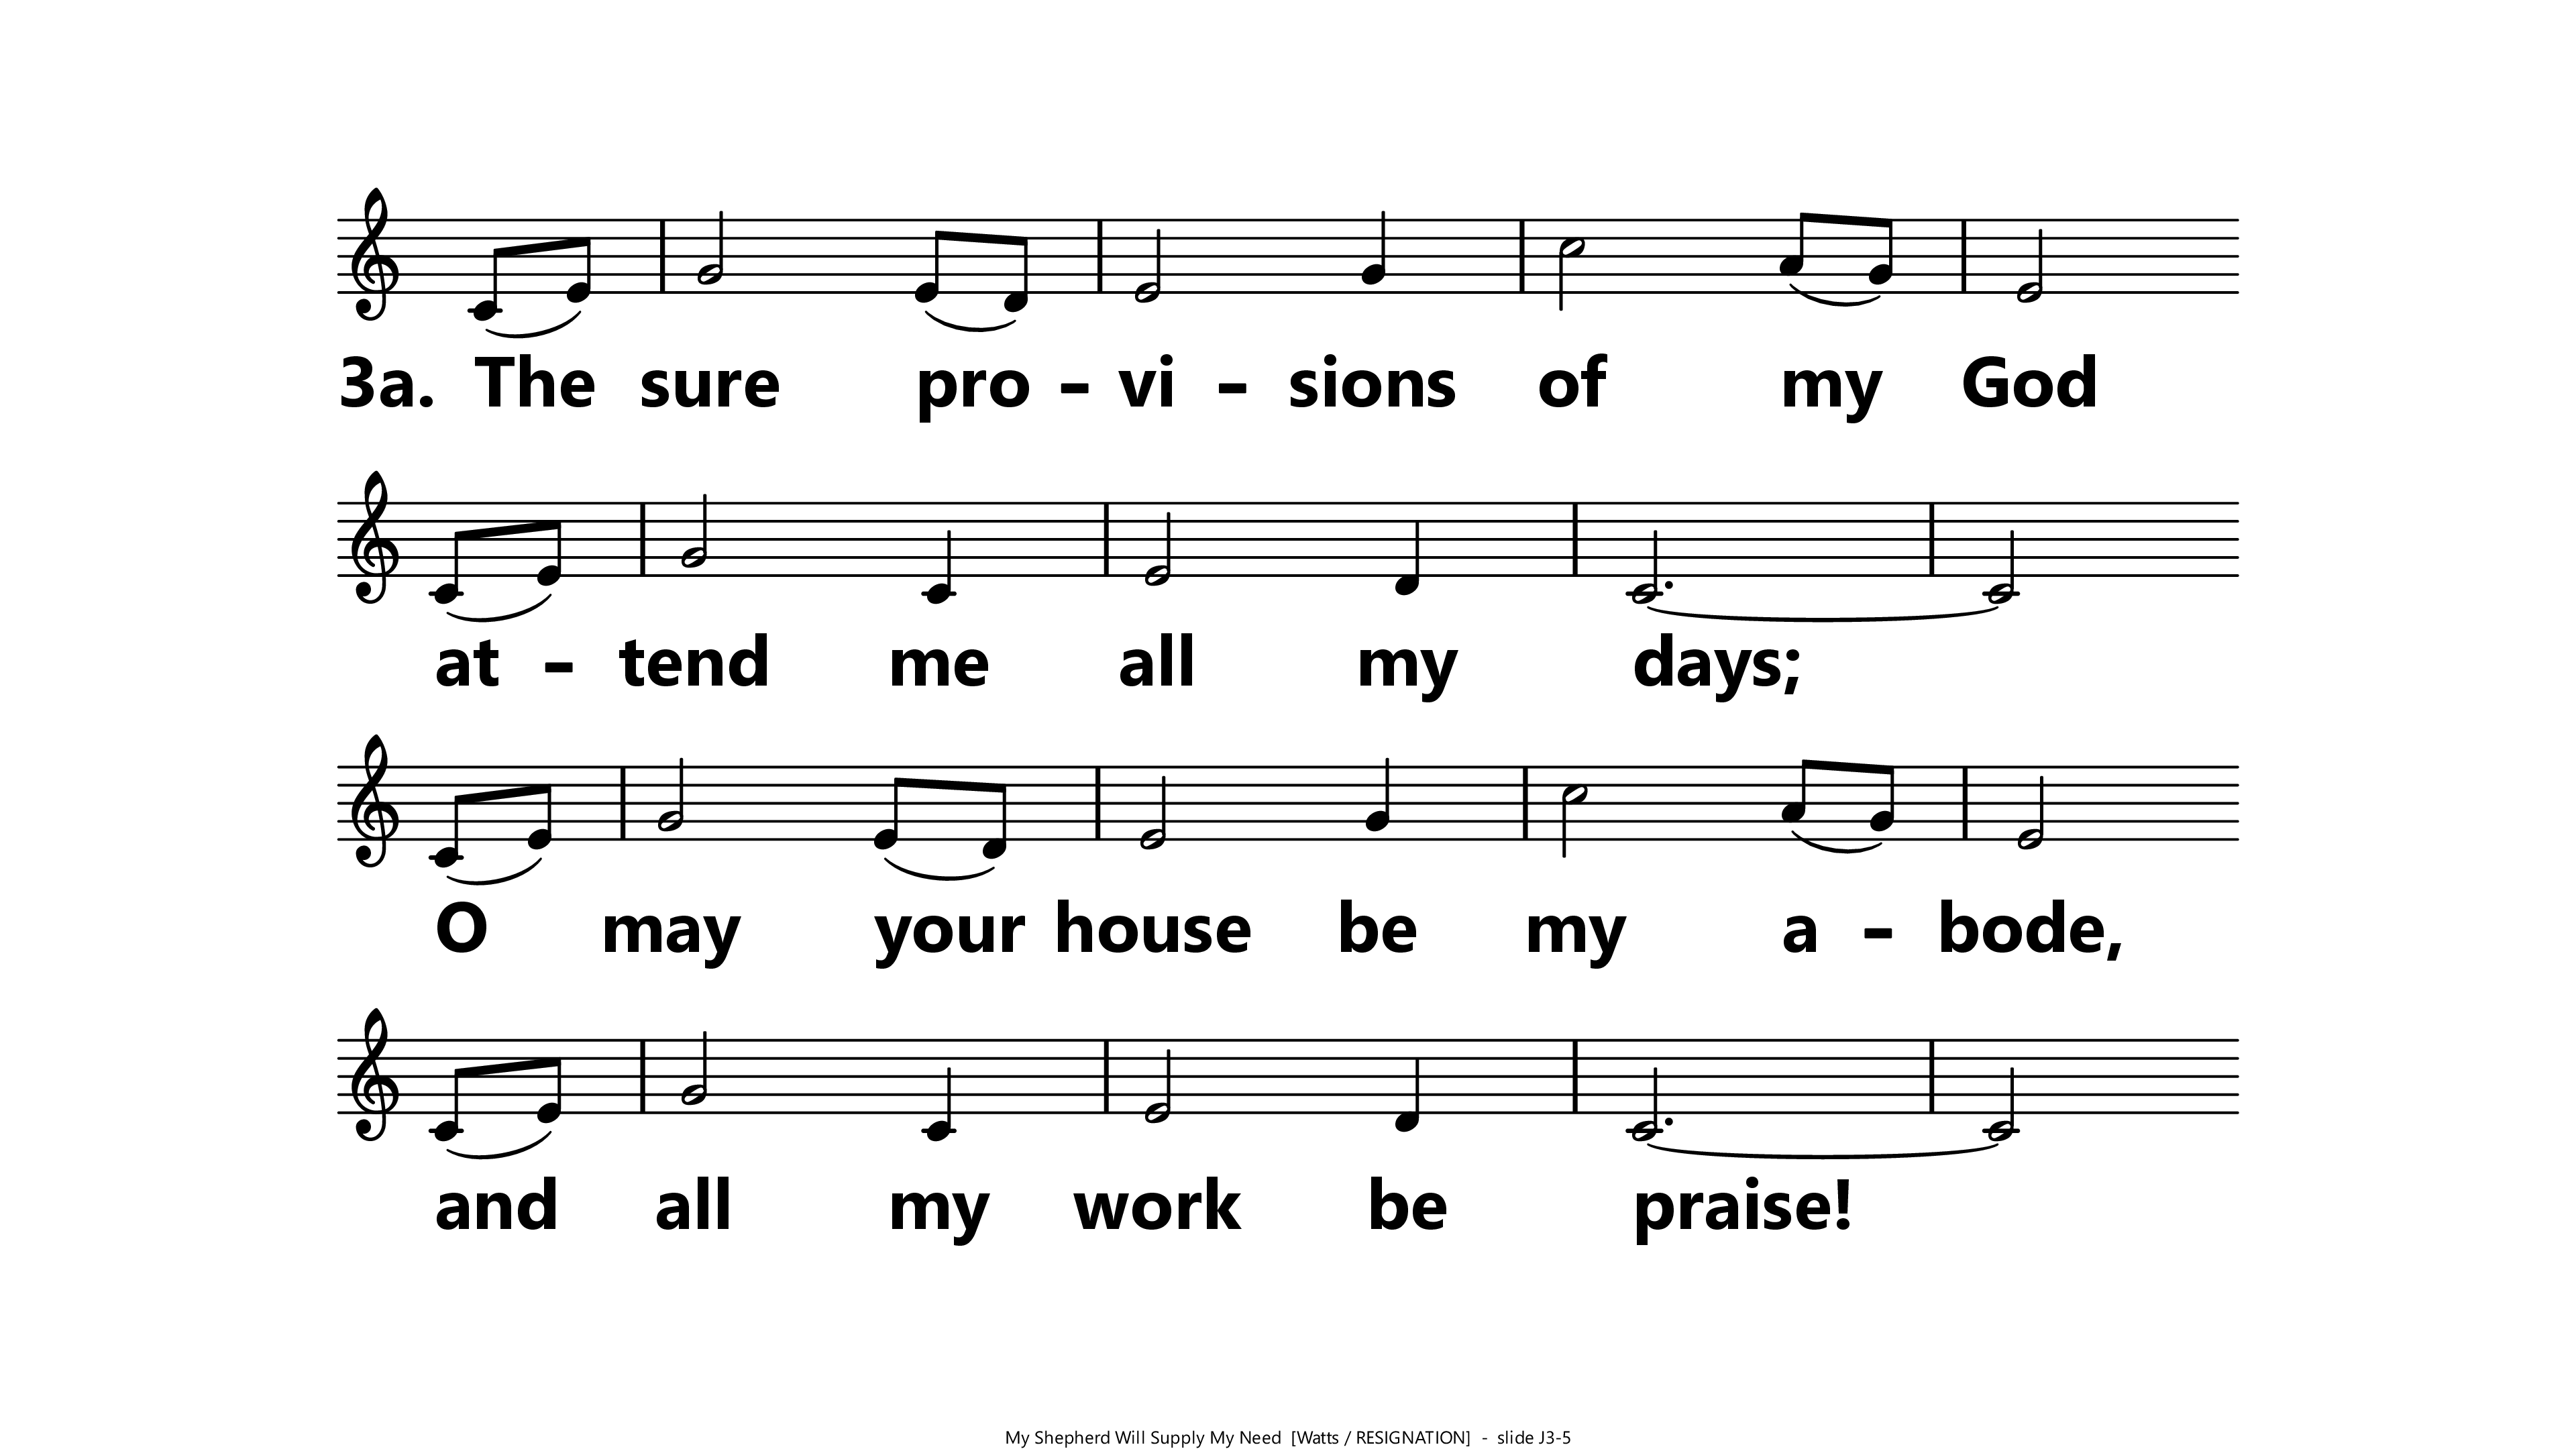 3a. The sure pro - vi - sions of my God
at - tend me all my days;
O may your house be my a - bode,
and all my work be praise!
My Shepherd Will Supply My Need [Watts / RESIGNATION] - slide J3-5